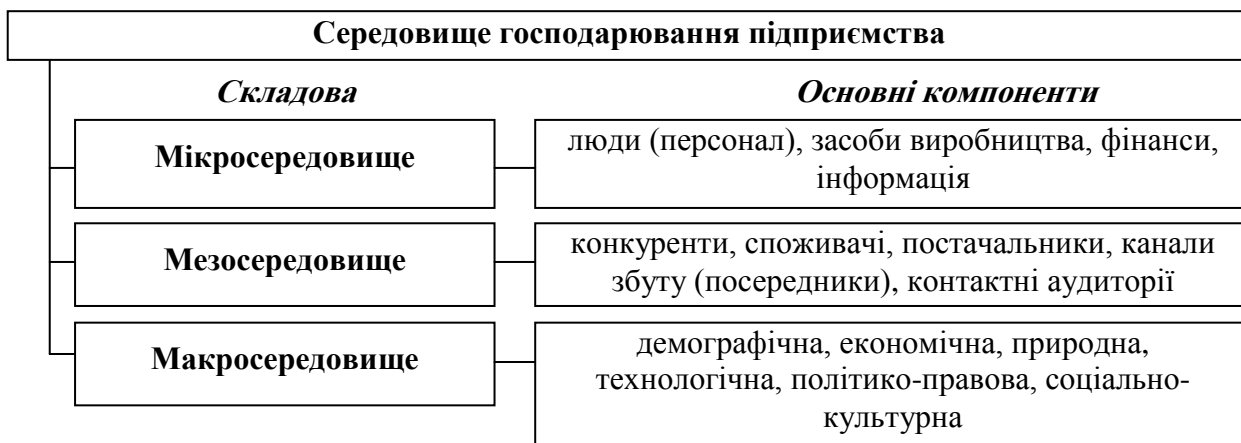 Середовище господарювання підприємства
Складова
Основні компоненти
Мікросередовище
люди (персонал), засоби виробництва, фінанси,
інформація
Мезосередовище
конкуренти, споживачі, постачальники, канали
збуту (посередники), контактні аудиторії
Макросередовище
демографічна, економічна, природна,
технологічна, політико-правова, соціально-
культурна